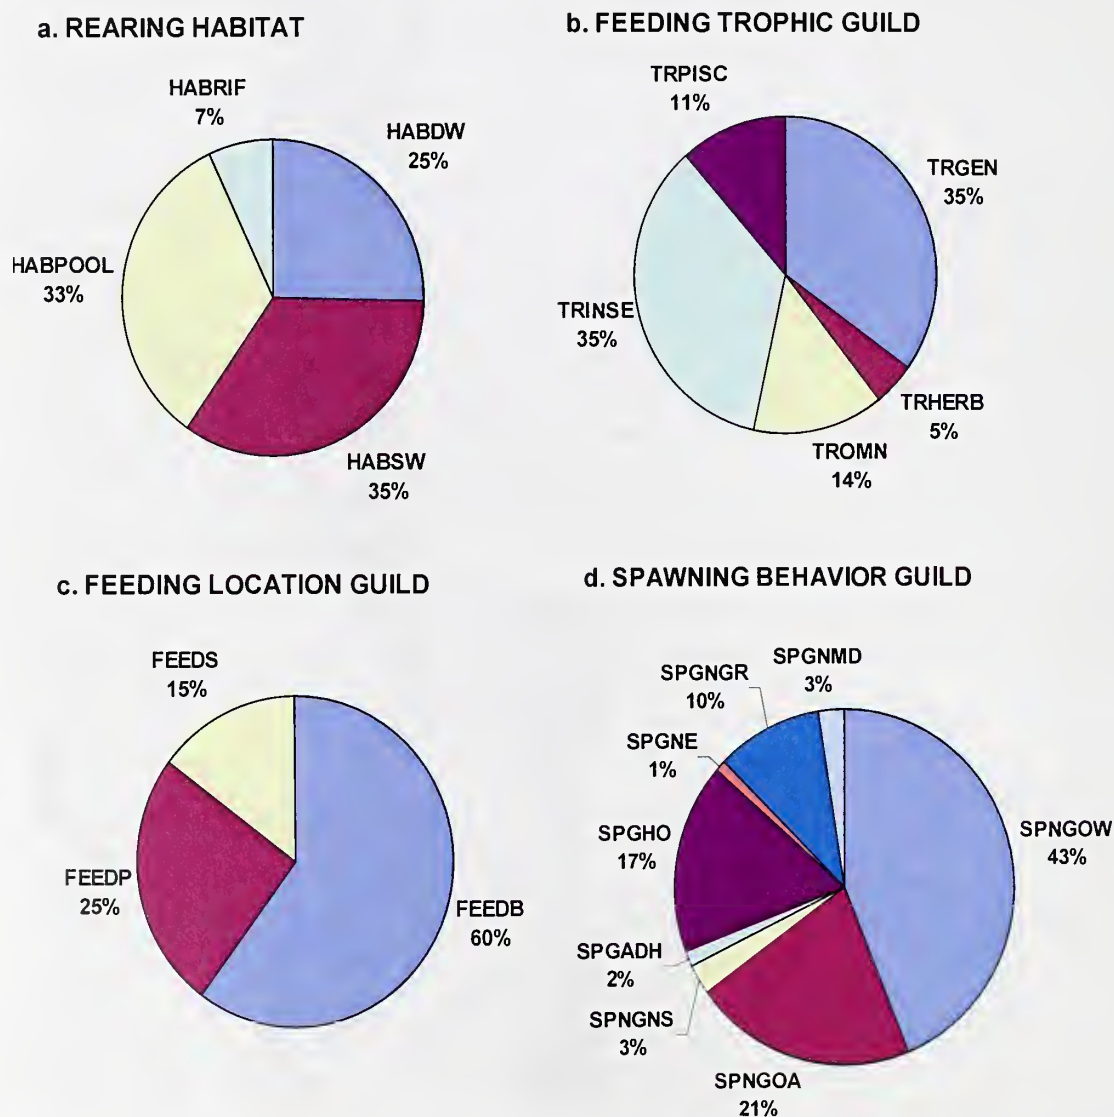 a. REARING HABITAT
HABRIF
7%
HABDW
25%
HABPOOL
33%
HABSW
35%
b. FEEDING TROPHIC GUILD
TRPISC
11%
TRGEN
35%
TRINSE
35%
TRHERB
5%
TROMN
14%
c. FEEDING LOCATION GUILD
FEEDS
15%
FEEDP
25%
FEEDB
60%
d. SPAWNING BEHAVIOR GUILD
SPGNMD
3%
SPGNGR
10%
SPGNE
1%
SPNGOW
43%
SPGHO
17%
SPGADH
2%
SPNGNS
3%
SPNGOA
21%